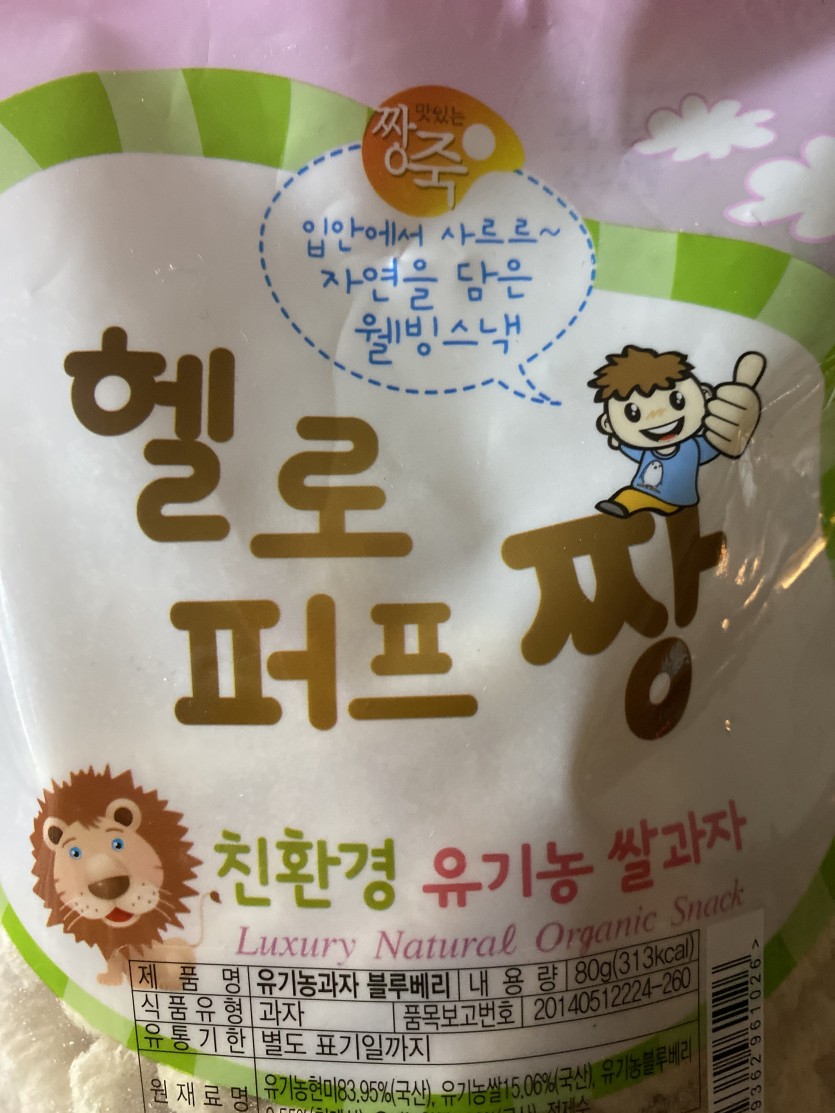 맛있는
짱죽
입안에서 사르르~
자연을 담은
웰빙스낵
헬로
퍼프 짱
친환경 유기농 쌀과자
Luxury Natural Organic Snack
제 품 명 유기농과자 블루베리 내 용 량 80g(313kcal)
식품유형 과자 품목보고번호 20140512224-260
유통기한 별도 표기일까지
원재료명 유기농현미83.95%(국산), 유기농쌀15.06%(국산), 유기농블루베리
9362961026>